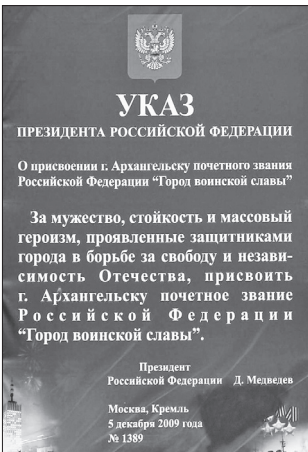 УКАЗ
ПРЕЗИДЕНТА РОССИЙСКОЙ ФЕДЕРАЦИИ
О присвоении г. Архангельску почетного звания
Российской Федерации “Город воинской славы”
За мужество, стойкость и массовый
героизм, проявленные защитниками
города в борьбе за свободу и незави-
симость Отечества, присвоить
г. Архангельску почетное звание
Российской Федерации
“Город воинской славы”.
Президент
Российской Федерации Д. Медведев
Москва, Кремль
5 декабря 2009 года
№ 1389